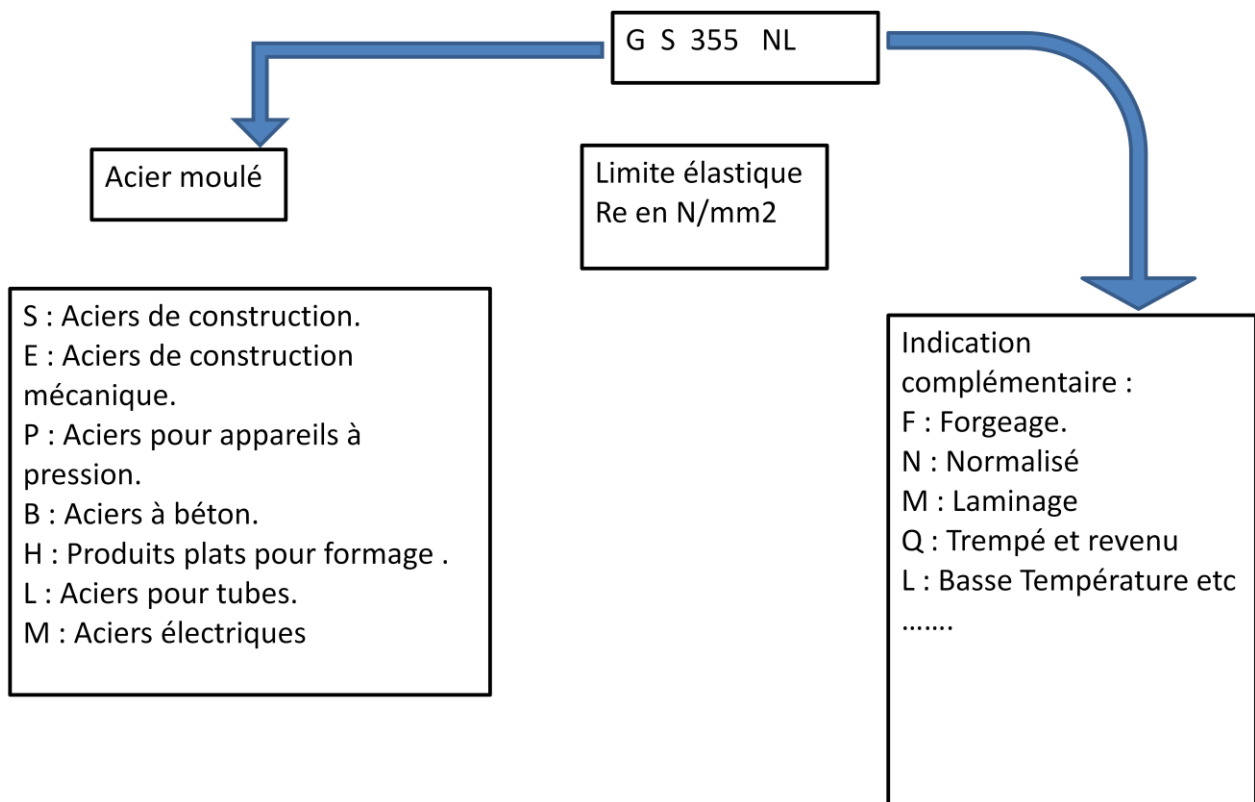 G S 355 NL
Acier moulé
Limite élastique
Re en N/mm2
S : Aciers de construction.
E : Aciers de construction
mécanique.
P : Aciers pour appareils à
pression.
B : Aciers à béton.
H : Produits plats pour formage .
L : Aciers pour tubes.
M : Aciers électriques
Indication
complémentaire :
F : Forgeage.
N : Normalisé
M : Laminage
Q : Trempé et revenu
L : Basse Température etc
.......